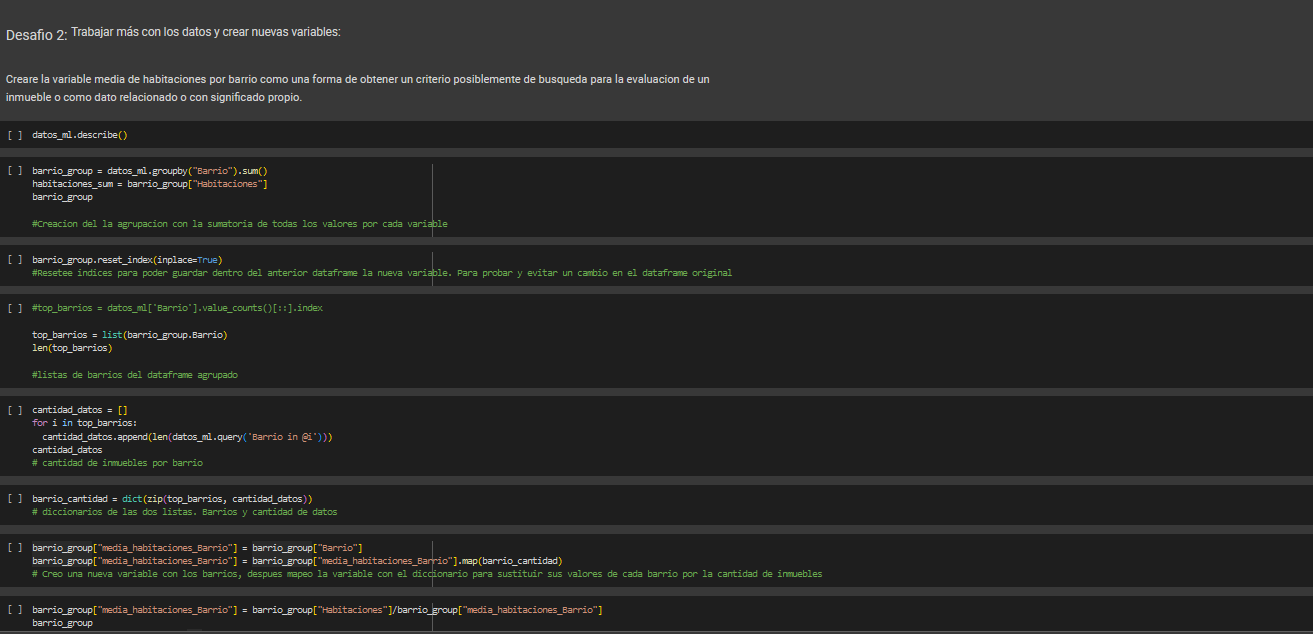 Desafio 2: Trabajar más con los datos y crear nuevas variables:
Creare la variable media de habitaciones por barrio como una forma de obtener un criterio posiblemente de busqueda para la evaluacion de un
inmueble o como dato relacionado o con significado propio.
[ ] datos_ml.describe()
[ ] barrio_group = datos_ml.groupby("Barrio").sum()
habitaciones_sum = barrio_group["Habitaciones"]
barrio_group
#Creacion del la agrupacion con la sumatoria de todas los valores por cada variable
[ ] barrio_group.reset_index(inplace=True)
#Resetee indices para poder guardar dentro del anterior dataframe la nueva variable. Para probar y evitar un cambio en el dataframe original
[ ] #top_barrios = datos_ml['Barrio'].value_counts()[::].index
top_barrios = list(barrio_group.Barrio)
len(top_barrios)
#listas de barrios del dataframe agrupado
[ ] cantidad_datos = []
for i in top_barrios:
  cantidad_datos.append(len(datos_ml.query('Barrio in @i')))
cantidad_datos
# cantidad de inmuebles por barrio
[ ] barrio_cantidad = dict(zip(top_barrios, cantidad_datos))
# diccionarios de las dos listas. Barrios y cantidad de datos
[ ] barrio_group["media_habitaciones_Barrio"] = barrio_group["Barrio"]
barrio_group["media_habitaciones_Barrio"] = barrio_group["media_habitaciones_Barrio"].map(barrio_cantidad)
# Creo una nueva variable con los barrios, despues mapeo la variable con el diccionario para sustituir sus valores de cada barrio por la cantidad de inmuebles
[ ] barrio_group["media_habitaciones_Barrio"] = barrio_group["Habitaciones"]/barrio_group["media_habitaciones_Barrio"]
barrio_group